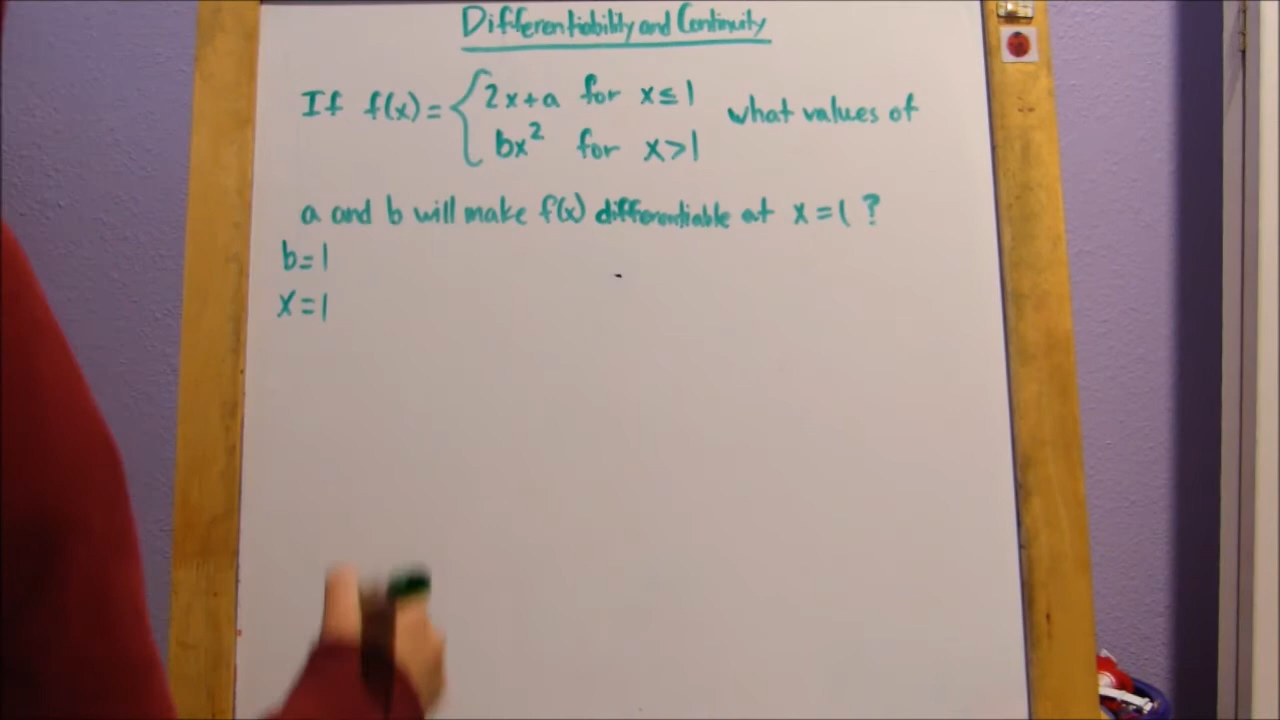 Differentiability and Continuity
If f(x) = { 2x+a for x≤1 what values of
bx² for x>1
a and b will make f(x) differentiable at x=1?
b=1
x=1